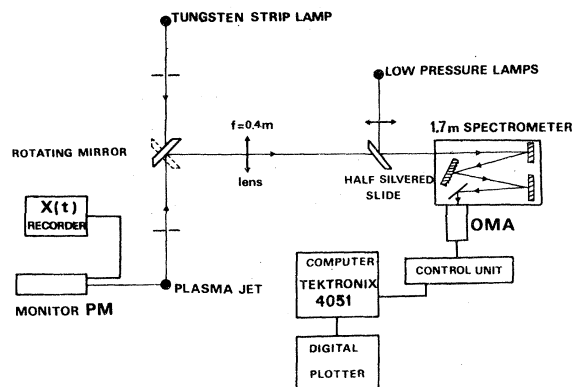 TUNGSTEN STRIP LAMP
LOW PRESSURE LAMPS
f=0.4m
1.7m SPECTROMETER
ROTATING MIRROR
lens
HALF SILVERED
SLIDE
X(t)
RECORDER
OMA
MONITOR PM
PLASMA JET
COMPUTER
TEKTRONIX
4051
CONTROL UNIT
DIGITAL
PLOTTER